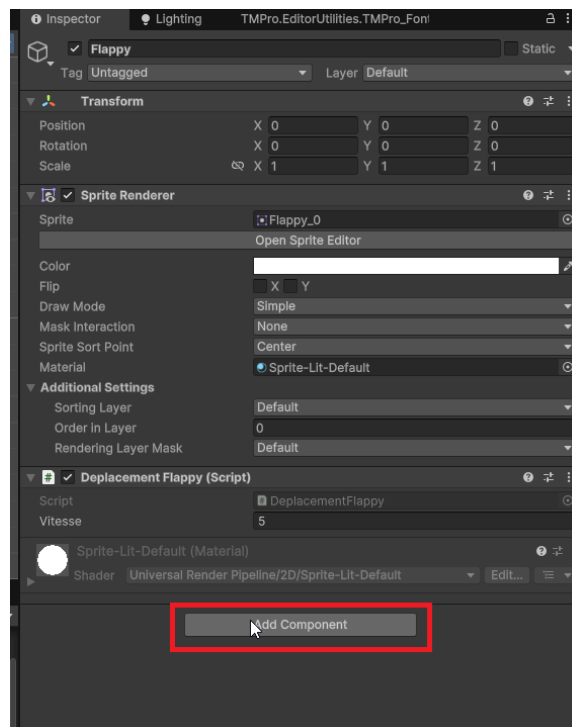 Inspector Lighting TMPro.EditorUtilities.TMPro_Font
Flappy Static
Tag Untagged Layer Default
Transform
Position X 0 Y 0 Z 0
Rotation X 0 Y 0 Z 0
Scale X 1 Y 1 Z 1
Sprite Renderer
Sprite Flappy_0
Open Sprite Editor
Color
Flip X Y
Draw Mode Simple
Mask Interaction None
Sprite Sort Point Center
Material Sprite-Lit-Default
Additional Settings
Sorting Layer Default
Order in Layer 0
Rendering Layer Mask Default
# Deplacement Flappy (Script)
Script # DeplacementFlappy
Vitesse 5
Sprite-Lit-Default (Material)
Shader Universal Render Pipeline/2D/Sprite-Lit-Default Edit...
Add Component